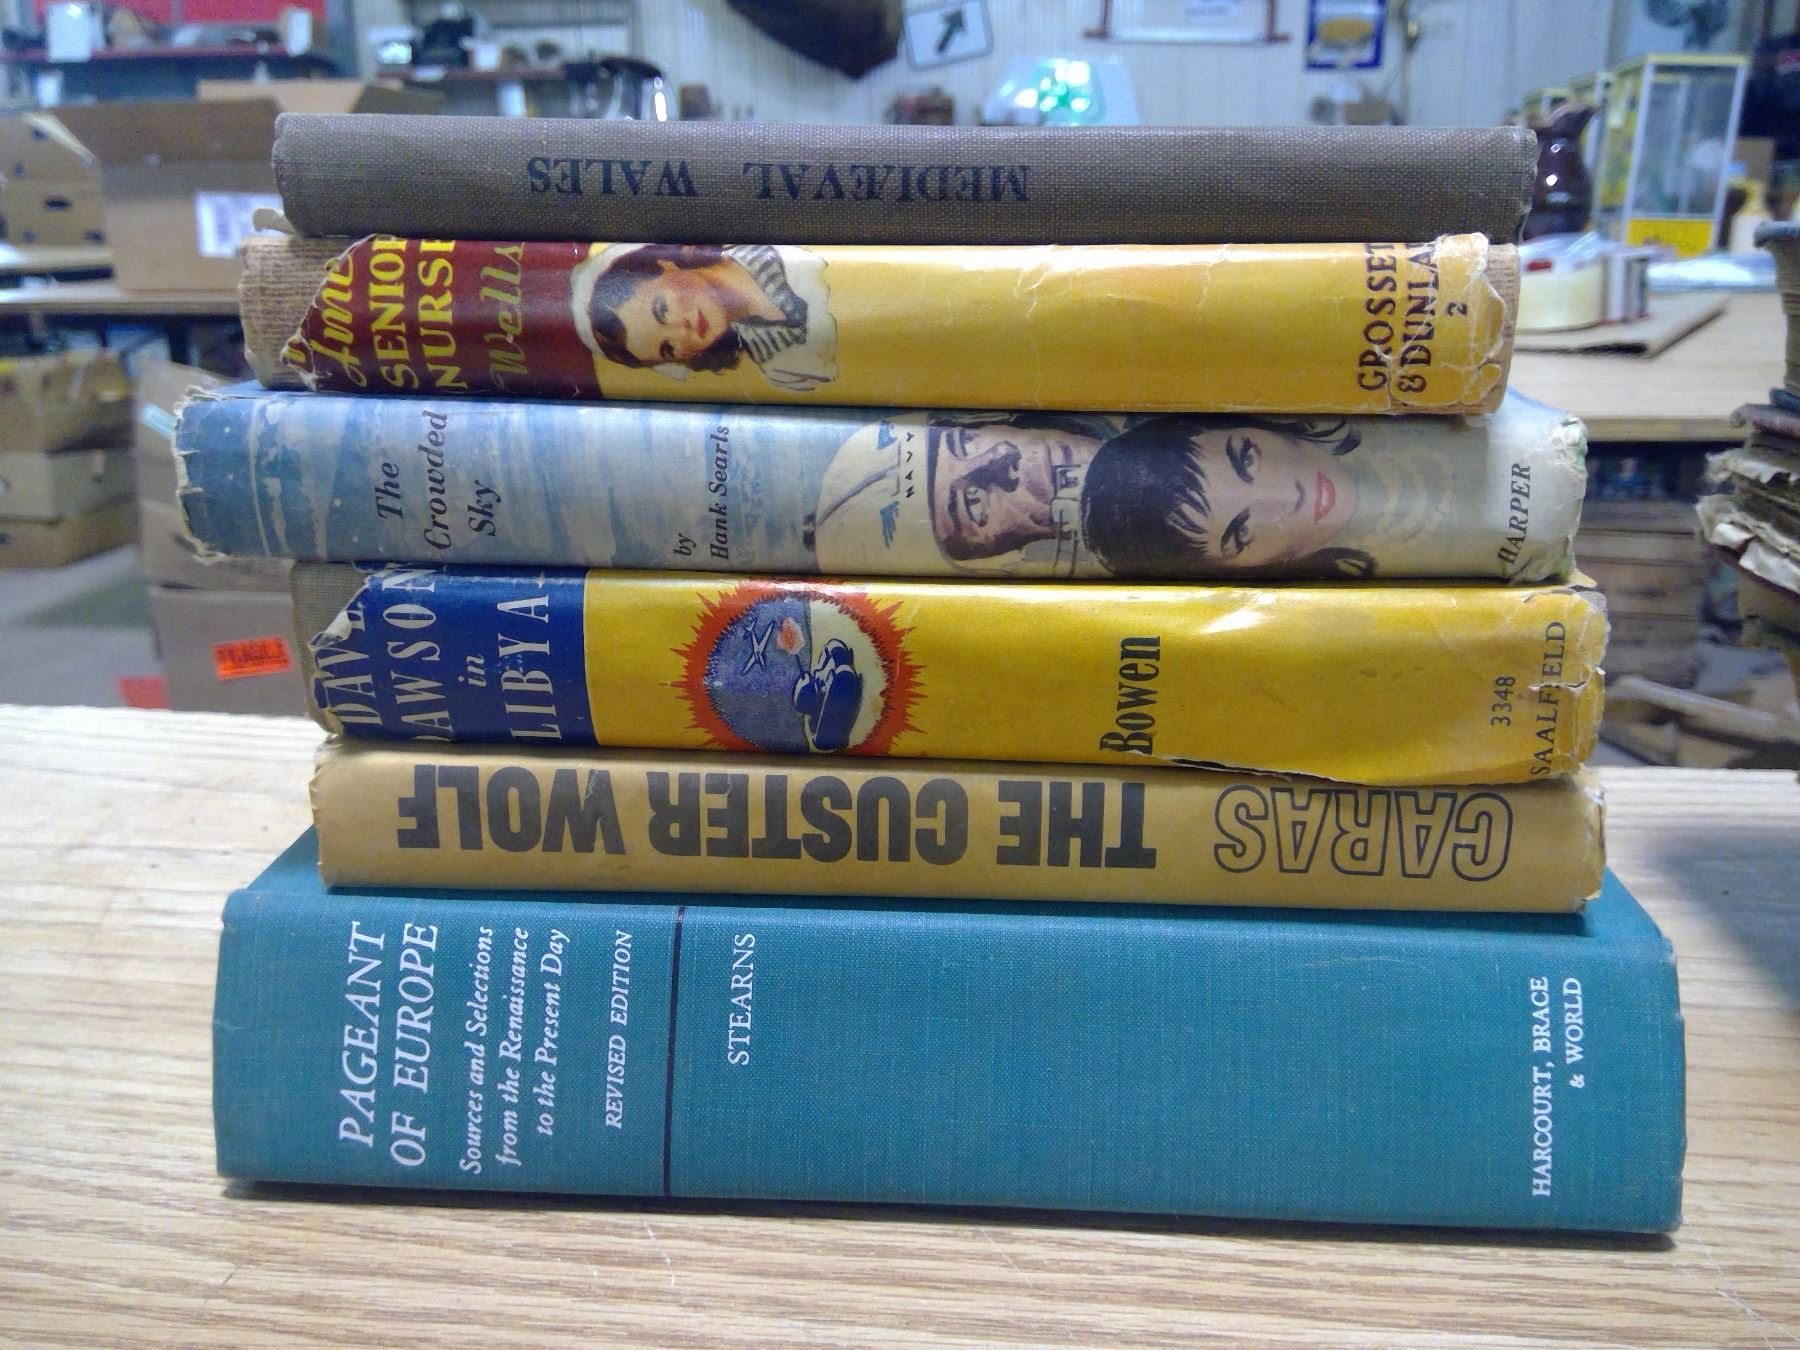 MEDIÆVAL WALES
Anne
SENIOR
NURSE
Wells
GROSSET
& DUNLAP
2
The
Crowded
Sky
by
Hank Searls
NAVY
HARPER
DAVE
DAWSON
in
LIBYA
Bowen
3348
SAALFIELD
CARAS THE CUSTER WOLF
PAGEANT
OF EUROPE
Sources and Selections
from the Renaissance
to the Present Day
REVISED EDITION
STEARNS
HARCOURT, BRACE
& WORLD